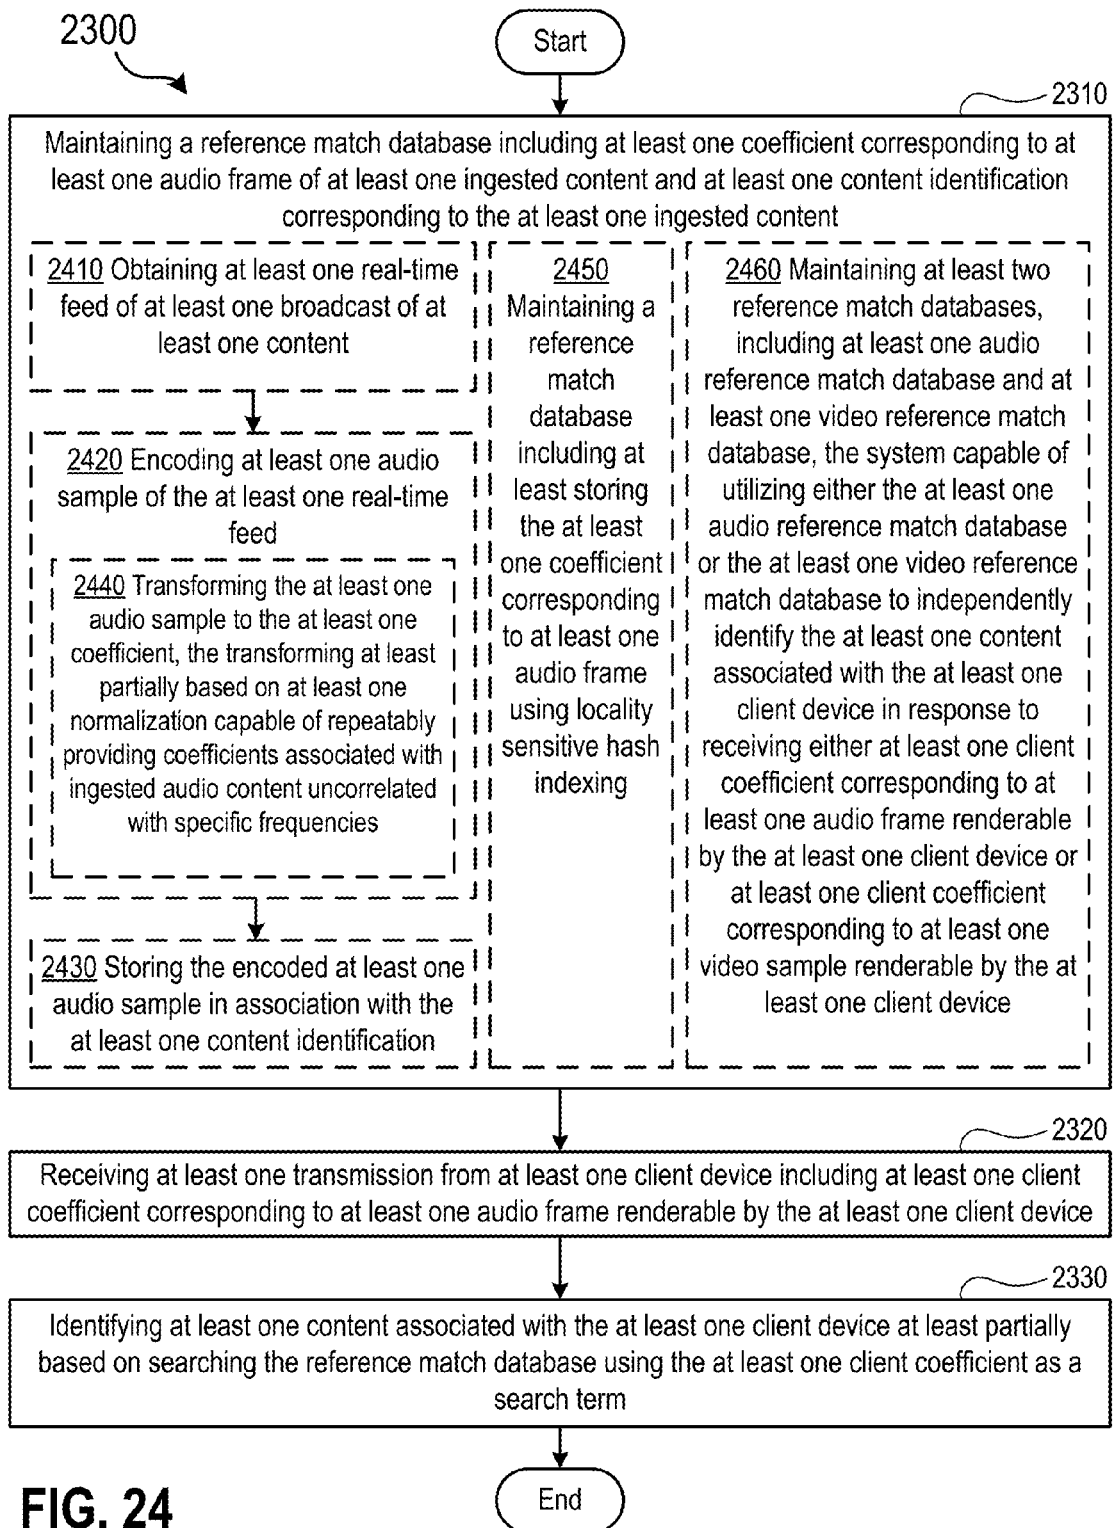 2300
Start
2310
Maintaining a reference match database including at least one coefficient corresponding to at
least one audio frame of at least one ingested content and at least one content identification
corresponding to the at least one ingested content
2410 Obtaining at least one real-time
feed of at least one broadcast of at
least one content
2420 Encoding at least one audio
sample of the at least one real-time
feed
2440 Transforming the at least one
audio sample to the at least one
coefficient, the transforming at least
partially based on at least one
normalization capable of repeatably
providing coefficients associated with
ingested audio content uncorrelated
with specific frequencies
2430 Storing the encoded at least one
audio sample in association with the
at least one content identification
2450
Maintaining a
reference
match
database
including at
least storing
the at least
one coefficient
corresponding
to at least one
audio frame
using locality
sensitive hash
indexing
2460 Maintaining at least two
reference match databases,
including at least one audio
reference match database and at
least one video reference match
database, the system capable of
utilizing either the at least one
audio reference match database
or the at least one video reference
match database to independently
identify the at least one content
associated with the at least one
client device in response to
receiving either at least one client
coefficient corresponding to at
least one audio frame renderable
by the at least one client device or
at least one client coefficient
corresponding to at least one
video sample renderable by the at
least one client device
2320
Receiving at least one transmission from at least one client device including at least one client
coefficient corresponding to at least one audio frame renderable by the at least one client device
2330
Identifying at least one content associated with the at least one client device at least partially
based on searching the reference match database using the at least one client coefficient as a
search term
End
FIG. 24